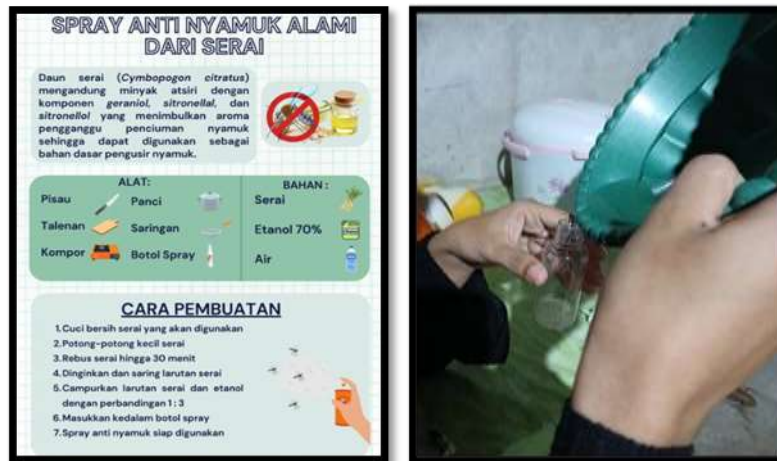 SPRAY ANTI NYAMUK ALAMI
DARI SERAI
Daun serai (Cymbopogon citratus)
mengandung minyak atsiri dengan
komponen geraniol, sitronellal, dan
sitronellol yang menimbulkan aroma
pengganggu penciuman nyamuk
sehingga dapat digunakan sebagai
bahan dasar pengusir nyamuk.
ALAT:
Pisau
Panci
Talenan
Saringan
Kompor
Botol Spray
BAHAN :
Serai
Etanol 70%
Air
CARA PEMBUATAN
1. Cuci bersih serai yang akan digunakan
2. Potong-potong kecil serai
3. Rebus serai hingga 30 menit
4. Dinginkan dan saring larutan serai
5. Campurkan larutan serai dan etanol
dengan perbandingan 1 : 3
6. Masukkan kedalam botol spray
7. Spray anti nyamuk siap digunakan